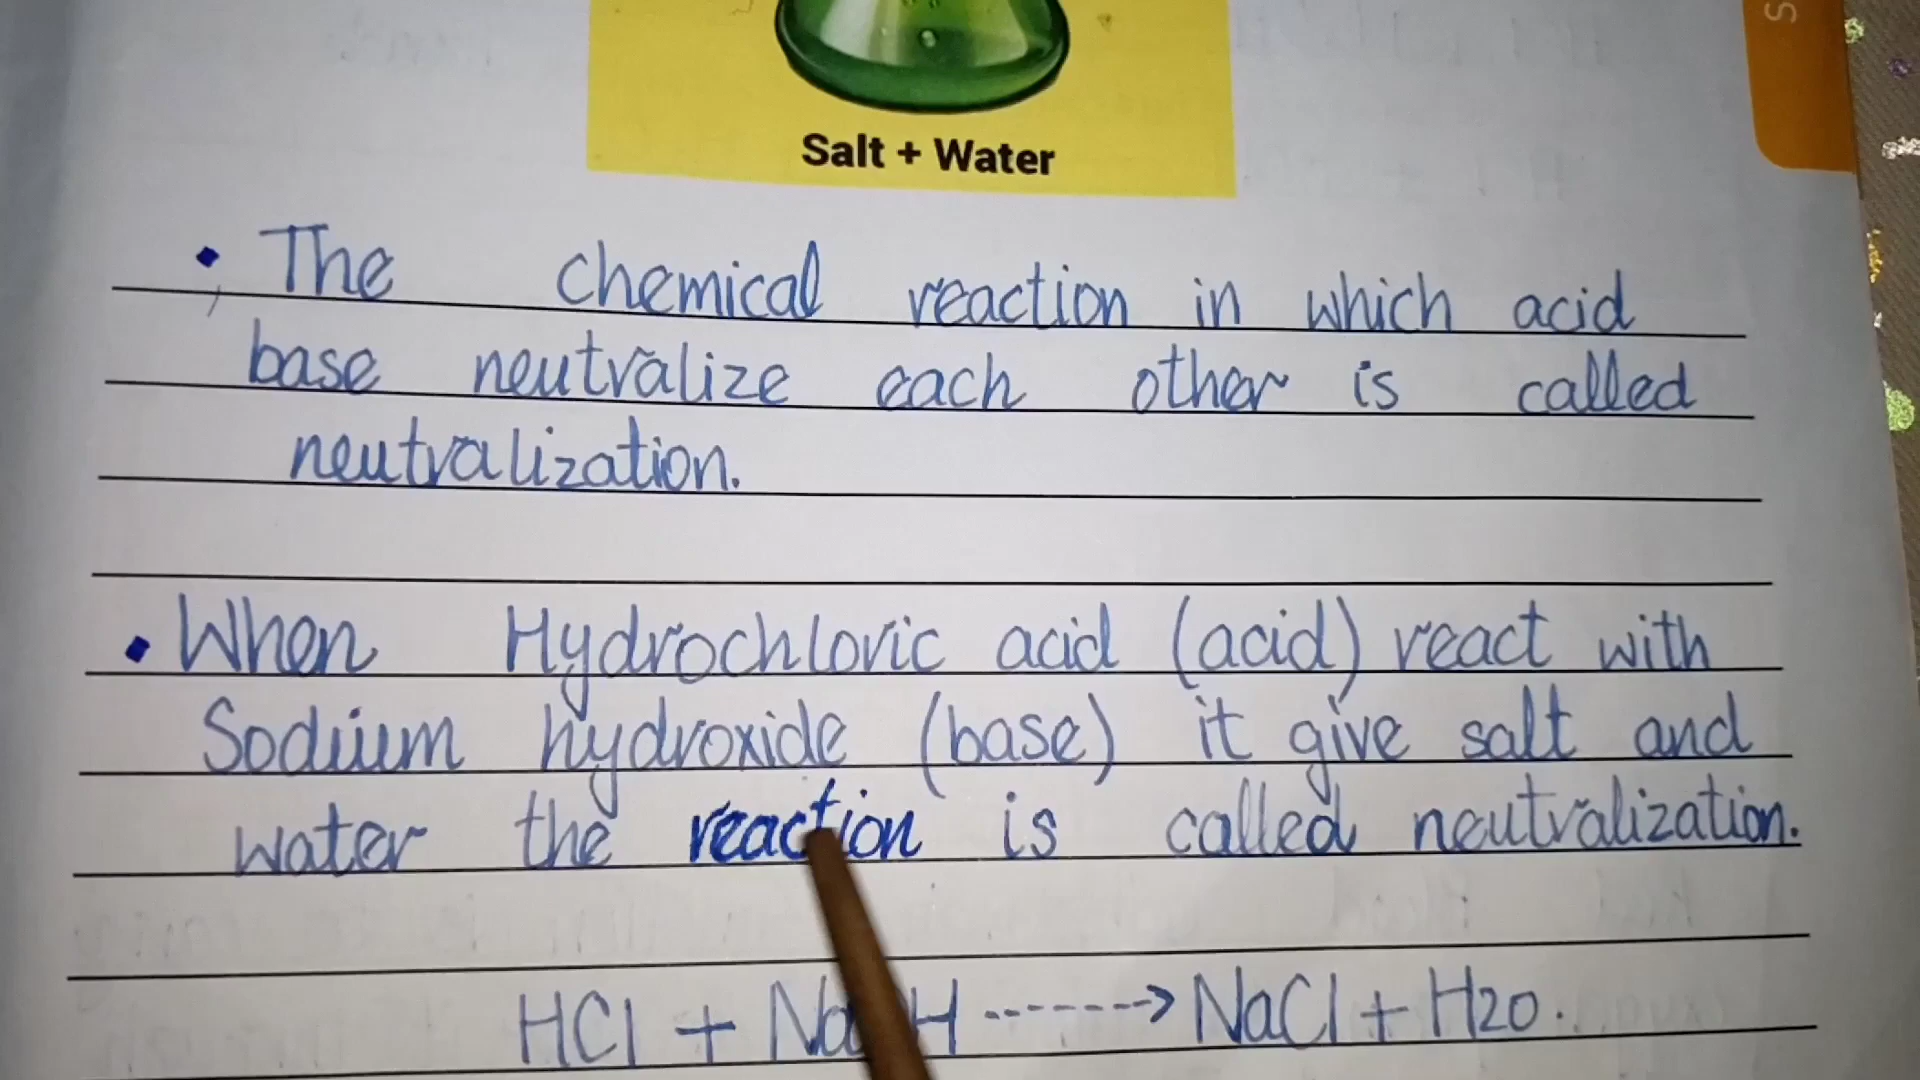 S
Salt + Water
• The chemical reaction in which acid
base neutralize each other is called
neutralization.
• When Hydrochloric acid (acid) react with
Sodium hydroxide (base) it give salt and
water the reaction is called neutralization.
HCl + Na H ------> NaCl + H2O.